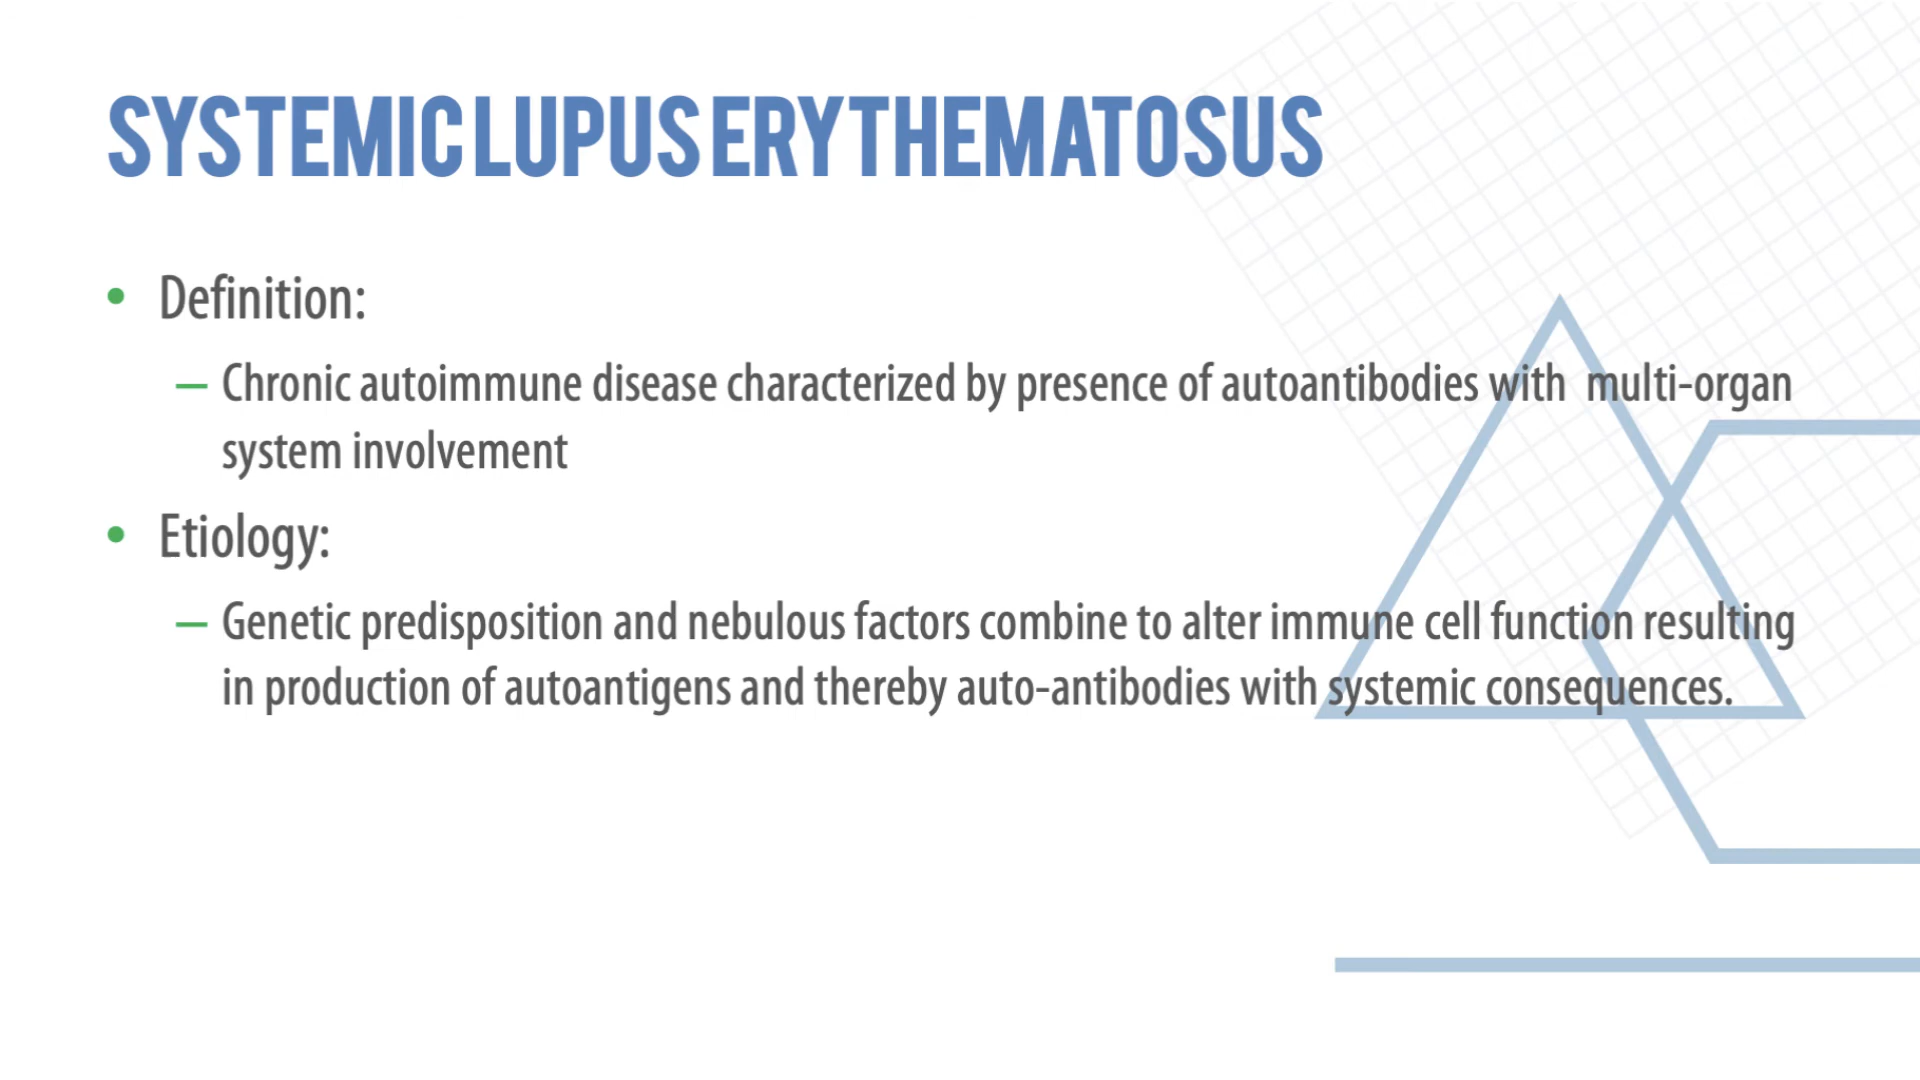 SYSTEMIC LUPUS ERYTHEMATOSUS
• Definition:
– Chronic autoimmune disease characterized by presence of autoantibodies with  multi-organ
system involvement
• Etiology:
– Genetic predisposition and nebulous factors combine to alter immune cell function resulting
in production of autoantigens and thereby auto-antibodies with systemic consequences.